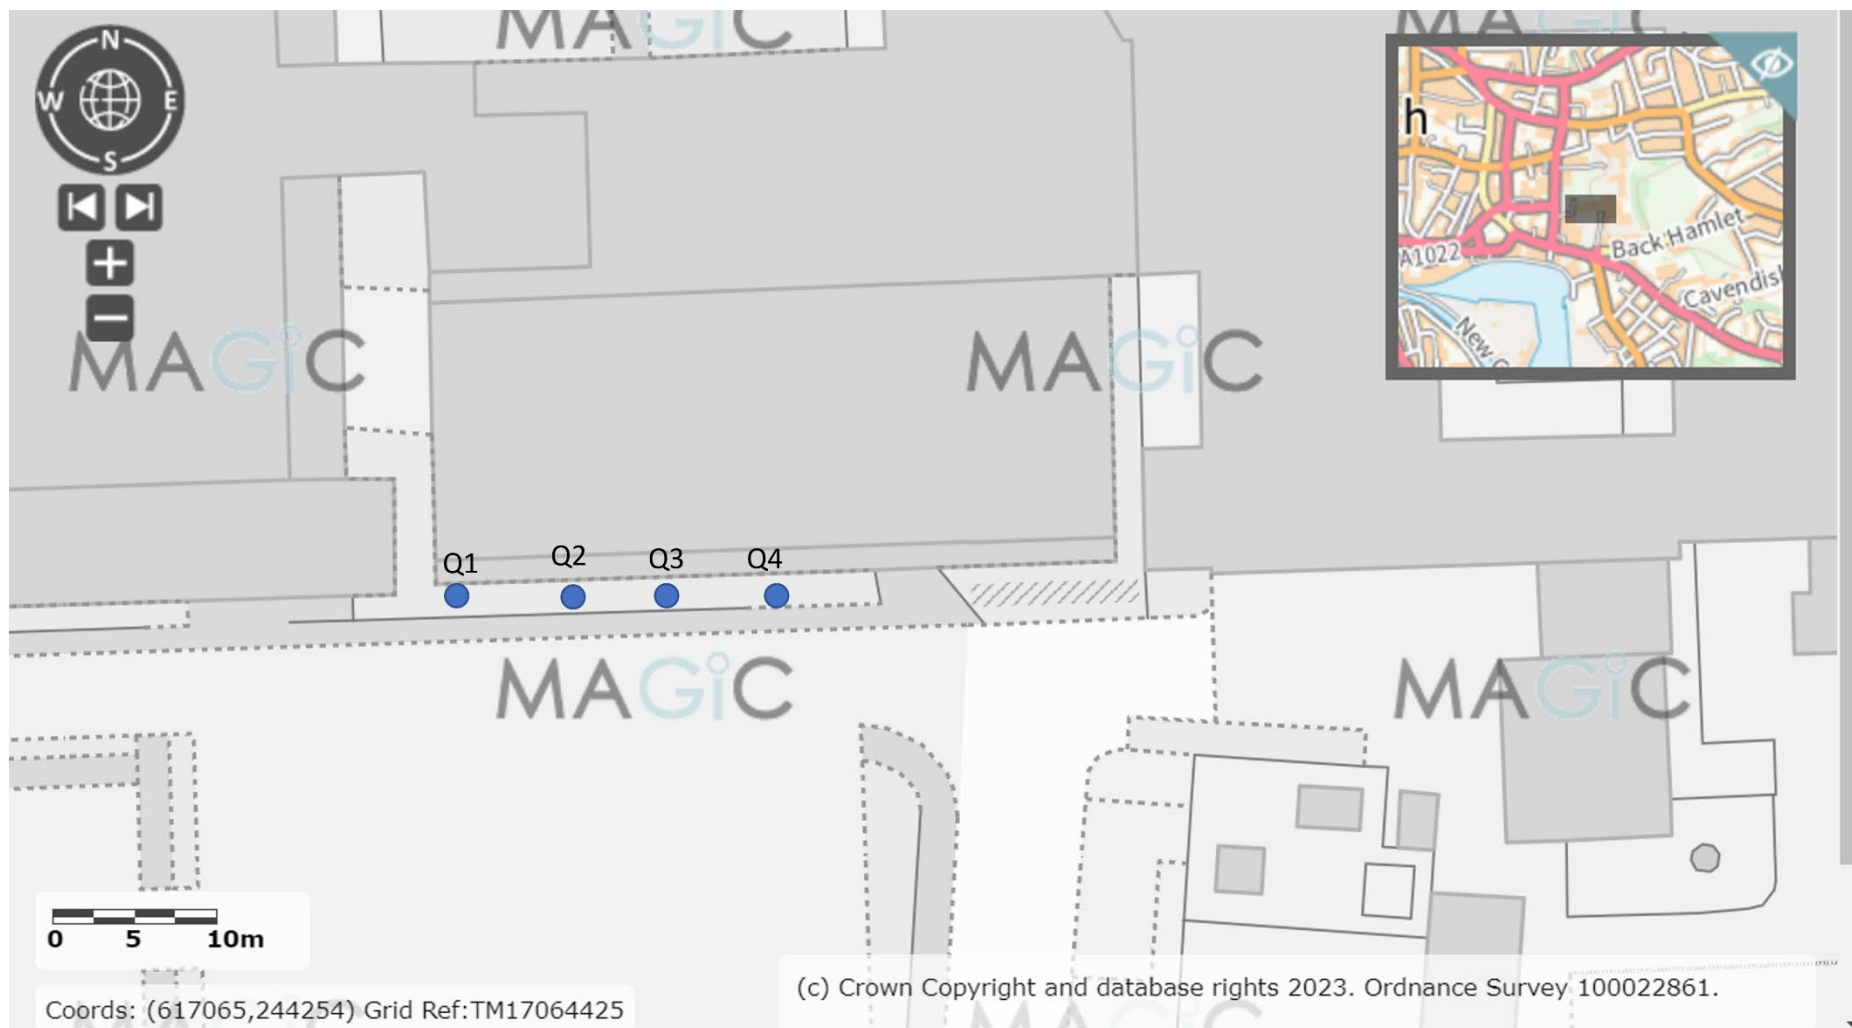 MAGiC
MAGiC
N
W
E
S
h
A1022
Back Hamlet
Cavendish
New C
MAGiC
MAGiC
Q1
Q2
Q3
Q4
MAGiC
MAGiC
0 5 10m
Coords: (617065,244254) Grid Ref:TM17064425
(c) Crown Copyright and database rights 2023. Ordnance Survey 100022861.